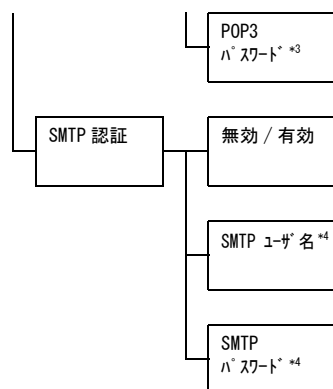 POP3
ﾊﾟｽﾜｰﾄﾞ *3
SMTP 認証
無効 / 有効
SMTP ﾕｰｻﾞ名 *4
SMTP
ﾊﾟｽﾜｰﾄﾞ *4